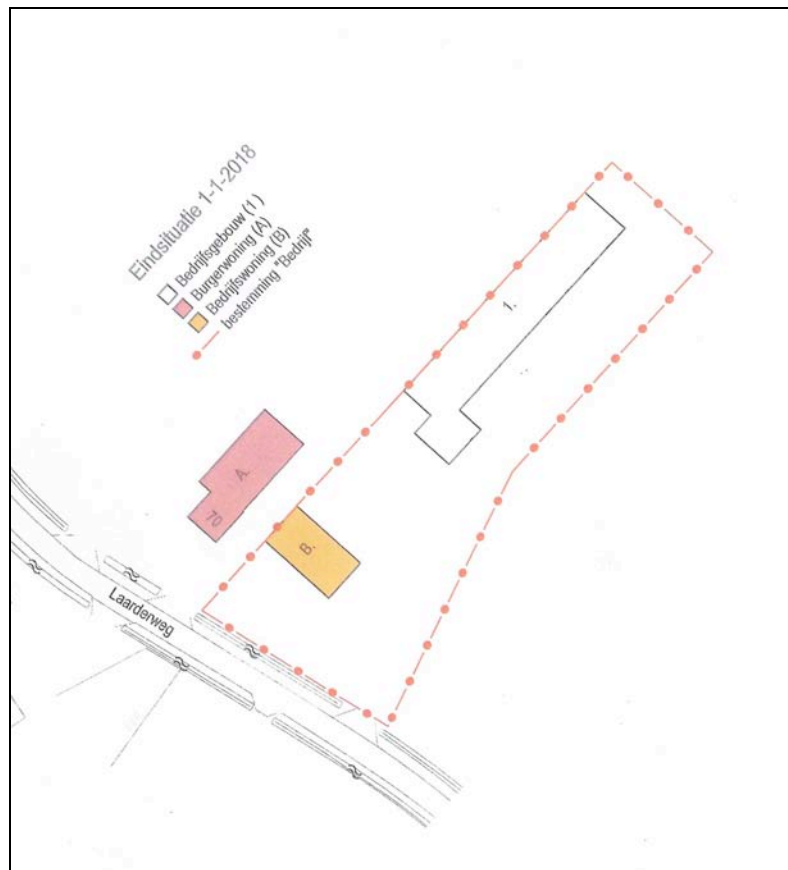 Eindsituatie 1-1-2018
Bedrijfsgebouw (1)
Burgerwoning (A)
Bedrijfswoning (B)
bestemming "Bedrijf"
1.
A.
70
B.
Laarderweg